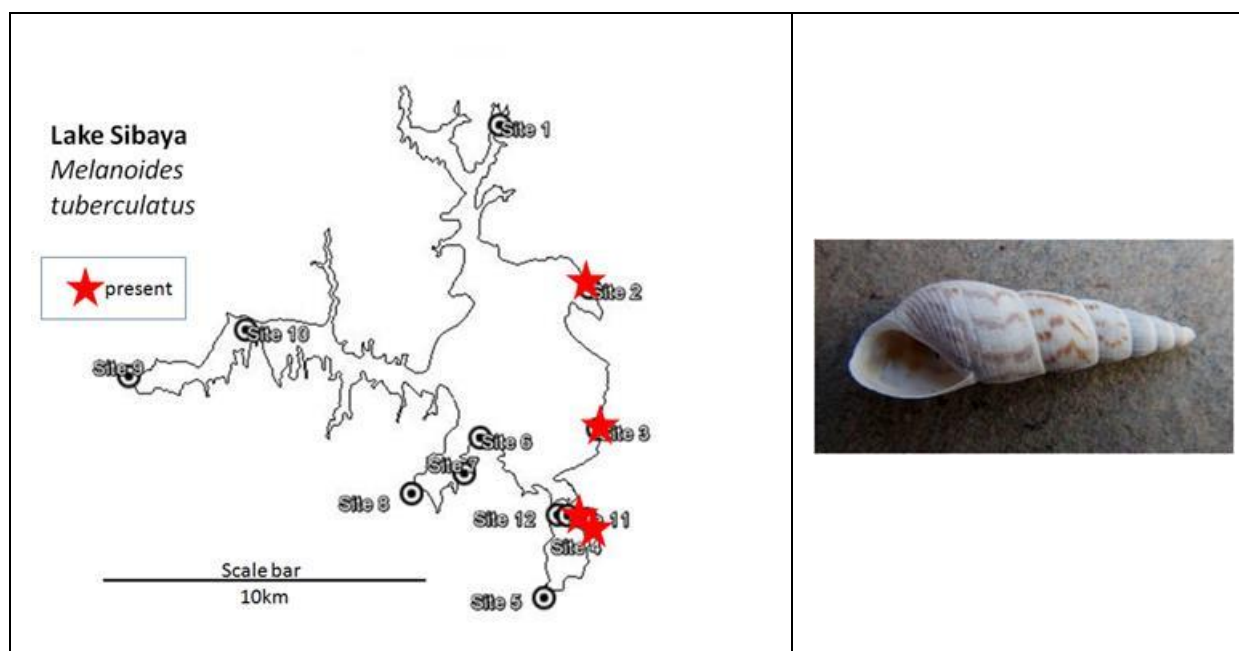 Lake Sibaya
Melanoides
tuberculatus
present
Site 1
Site 2
Site 10
Site 9
Site 3
Site 6
Site 7
Site 8
Site 12
11
Site 4
Site 5
Scale bar
10km